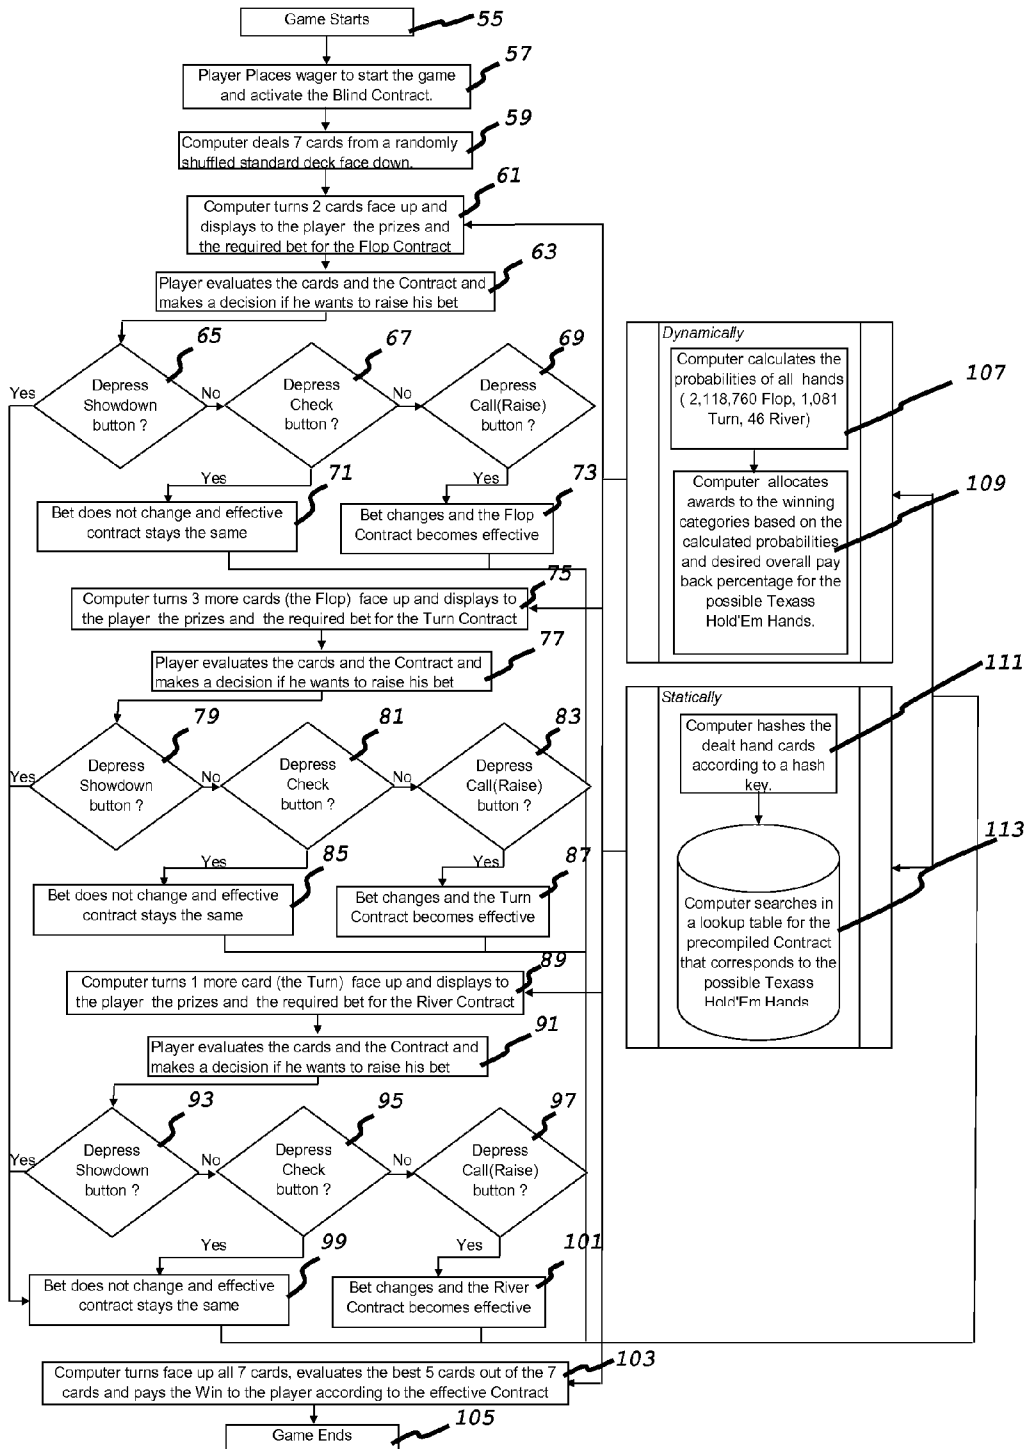 Game Starts
55
Player Places wager to start the game
and activate the Blind Contract.
57
Computer deals 7 cards from a randomly
shuffled standard deck face down.
59
Computer turns 2 cards face up and
displays to the player the prizes and
the required bet for the Flop Contract
61
Player evaluates the cards and the Contract and
makes a decision if he wants to raise his bet
63
Yes
Depress
Showdown
button ?
65
No
Depress
Check
button ?
67
No
Depress
Call(Raise)
button ?
69
Yes
Yes
Bet does not change and effective
contract stays the same
71
Bet changes and the Flop
Contract becomes effective
73
Computer turns 3 more cards (the Flop) face up and displays to
the player the prizes and the required bet for the Turn Contract
75
Player evaluates the cards and the Contract and
makes a decision if he wants to raise his bet
77
Yes
Depress
Showdown
button ?
79
No
Depress
Check
button ?
81
No
Depress
Call(Raise)
button ?
83
Yes
Yes
Bet does not change and effective
contract stays the same
85
Bet changes and the Turn
Contract becomes effective
87
Computer turns 1 more card (the Turn) face up and displays to
the player the prizes and the required bet for the River Contract
89
Player evaluates the cards and the Contract and
makes a decision if he wants to raise his bet
91
Yes
Depress
Showdown
button ?
93
No
Depress
Check
button ?
95
No
Depress
Call(Raise)
button ?
97
Yes
Yes
Bet does not change and effective
contract stays the same
99
Bet changes and the River
Contract becomes effective
101
Computer turns face up all 7 cards, evaluates the best 5 cards out of the 7
cards and pays the Win to the player according to the effective Contract
103
Game Ends
105
Dynamically
Computer calculates the
probabilities of all hands
( 2,118,760 Flop, 1,081
Turn, 46 River)
107
Computer allocates
awards to the winning
categories based on the
calculated probabilities
and desired overall pay
back percentage for the
possible Texass
Hold'Em Hands.
109
Statically
Computer hashes the
dealt hand cards
according to a hash
key.
111
Computer searches in
a lookup table for the
precompiled Contract
that corresponds to the
possible Texass
Hold'Em Hands
113